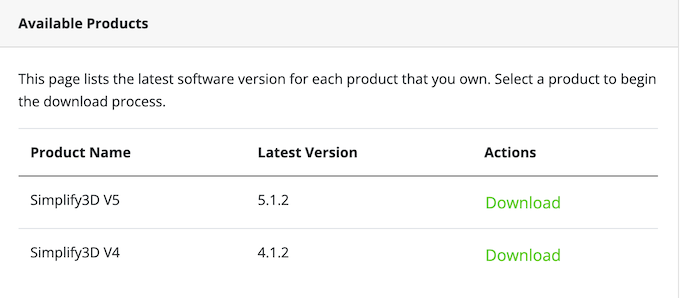 Available Products
This page lists the latest software version for each product that you own. Select a product to begin
the download process.
Product Name Latest Version Actions
Simplify3D V5 5.1.2 Download
Simplify3D V4 4.1.2 Download